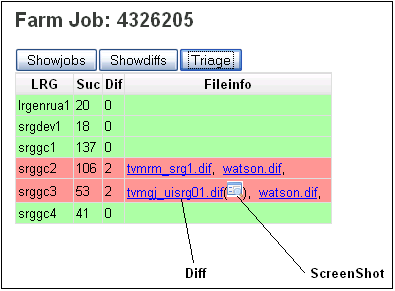 Farm Job: 4326205
Showjobs Showdiffs Triage
LRG Suc Dif Fileinfo
lrgenrua1 20 0
srgdev1 18 0
srggc1 137 0
srggc2 106 2 tvmrm_srg1.dif, watson.dif,
srggc3 53 2 tvmgj_uisrg01.dif( ), watson.dif,
srggc4 41 0
Diff ScreenShot